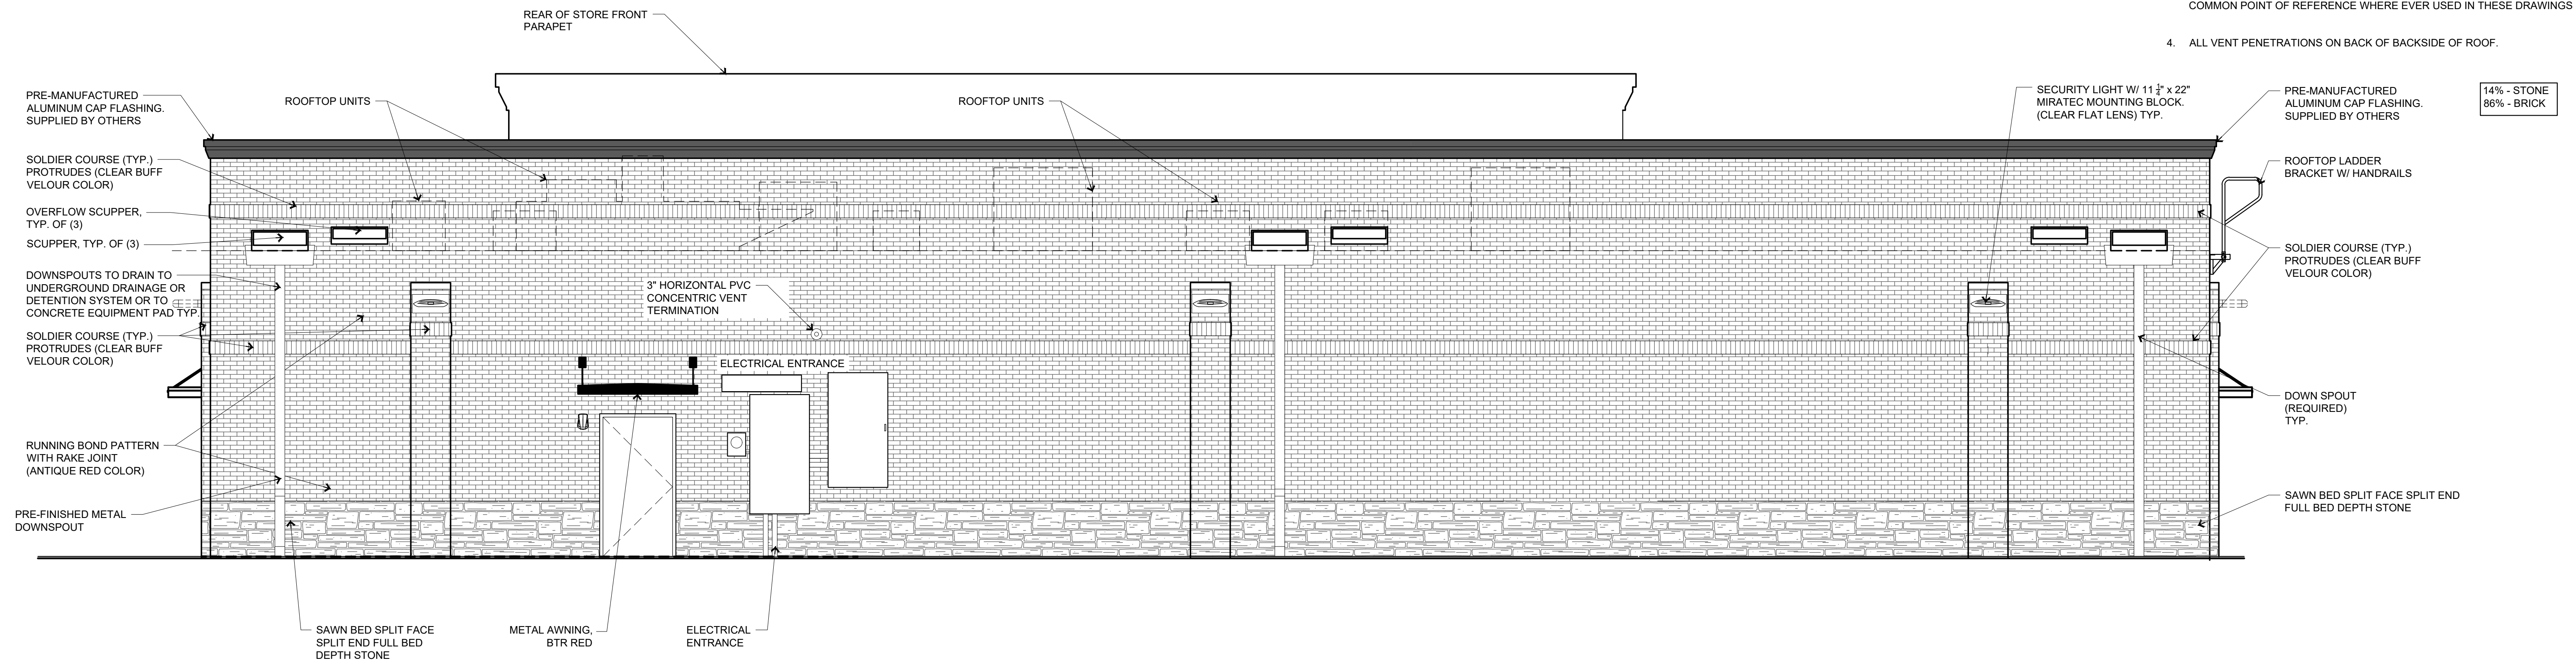 COMMON POINT OF REFERENCE WHERE EVER USED IN THESE DRAWINGS
4. ALL VENT PENETRATIONS ON BACK OF BACKSIDE OF ROOF.
REAR OF STORE FRONT
PARAPET
PRE-MANUFACTURED
ALUMINUM CAP FLASHING.
SUPPLIED BY OTHERS
ROOFTOP UNITS
ROOFTOP UNITS
SECURITY LIGHT W/ 11 1/4" x 22"
MIRATEC MOUNTING BLOCK.
(CLEAR FLAT LENS) TYP.
PRE-MANUFACTURED
ALUMINUM CAP FLASHING.
SUPPLIED BY OTHERS
14% - STONE
86% - BRICK
SOLDIER COURSE (TYP.)
PROTRUDES (CLEAR BUFF
VELOUR COLOR)
ROOFTOP LADDER
BRACKET W/ HANDRAILS
OVERFLOW SCUPPER,
TYP. OF (3)
SCUPPER, TYP. OF (3)
SOLDIER COURSE (TYP.)
PROTRUDES (CLEAR BUFF
VELOUR COLOR)
DOWNSPOUTS TO DRAIN TO
UNDERGROUND DRAINAGE OR
DETENTION SYSTEM OR TO
CONCRETE EQUIPMENT PAD TYP.
3" HORIZONTAL PVC
CONCENTRIC VENT
TERMINATION
SOLDIER COURSE (TYP.)
PROTRUDES (CLEAR BUFF
VELOUR COLOR)
ELECTRICAL ENTRANCE
DOWN SPOUT
(REQUIRED)
TYP.
RUNNING BOND PATTERN
WITH RAKE JOINT
(ANTIQUE RED COLOR)
PRE-FINISHED METAL
DOWNSPOUT
SAWN BED SPLIT FACE SPLIT END
FULL BED DEPTH STONE
SAWN BED SPLIT FACE
SPLIT END FULL BED
DEPTH STONE
METAL AWNING,
BTR RED
ELECTRICAL
ENTRANCE